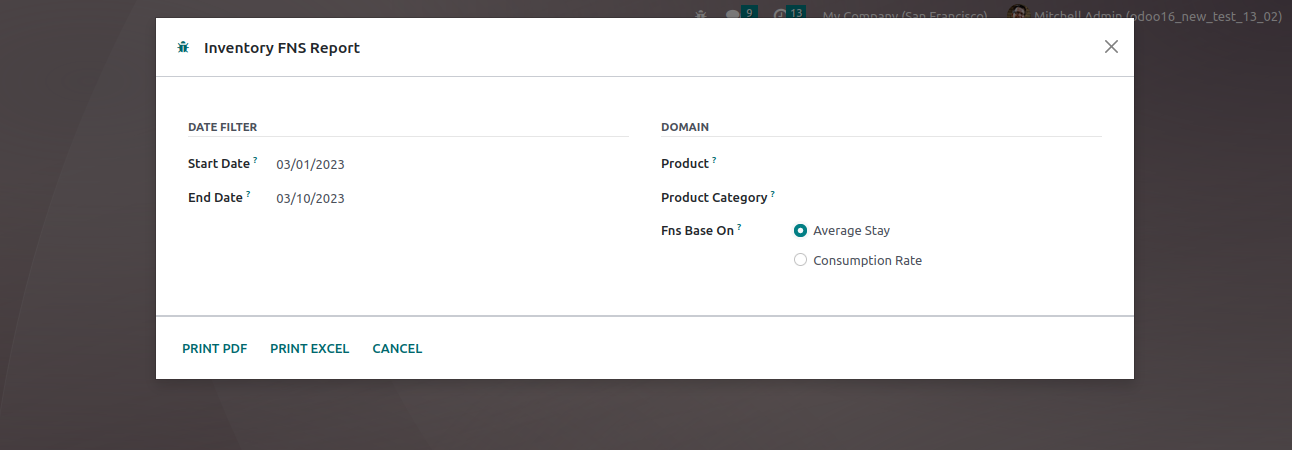 9 13 My Company (San Francisco) Mitchell Admin (odoo16_new_test_13_02)
Inventory FNS Report
DATE FILTER
Start Date ? 03/01/2023
End Date ? 03/10/2023
DOMAIN
Product ?
Product Category ?
Fns Base On ? Average Stay
Consumption Rate
PRINT PDF PRINT EXCEL CANCEL